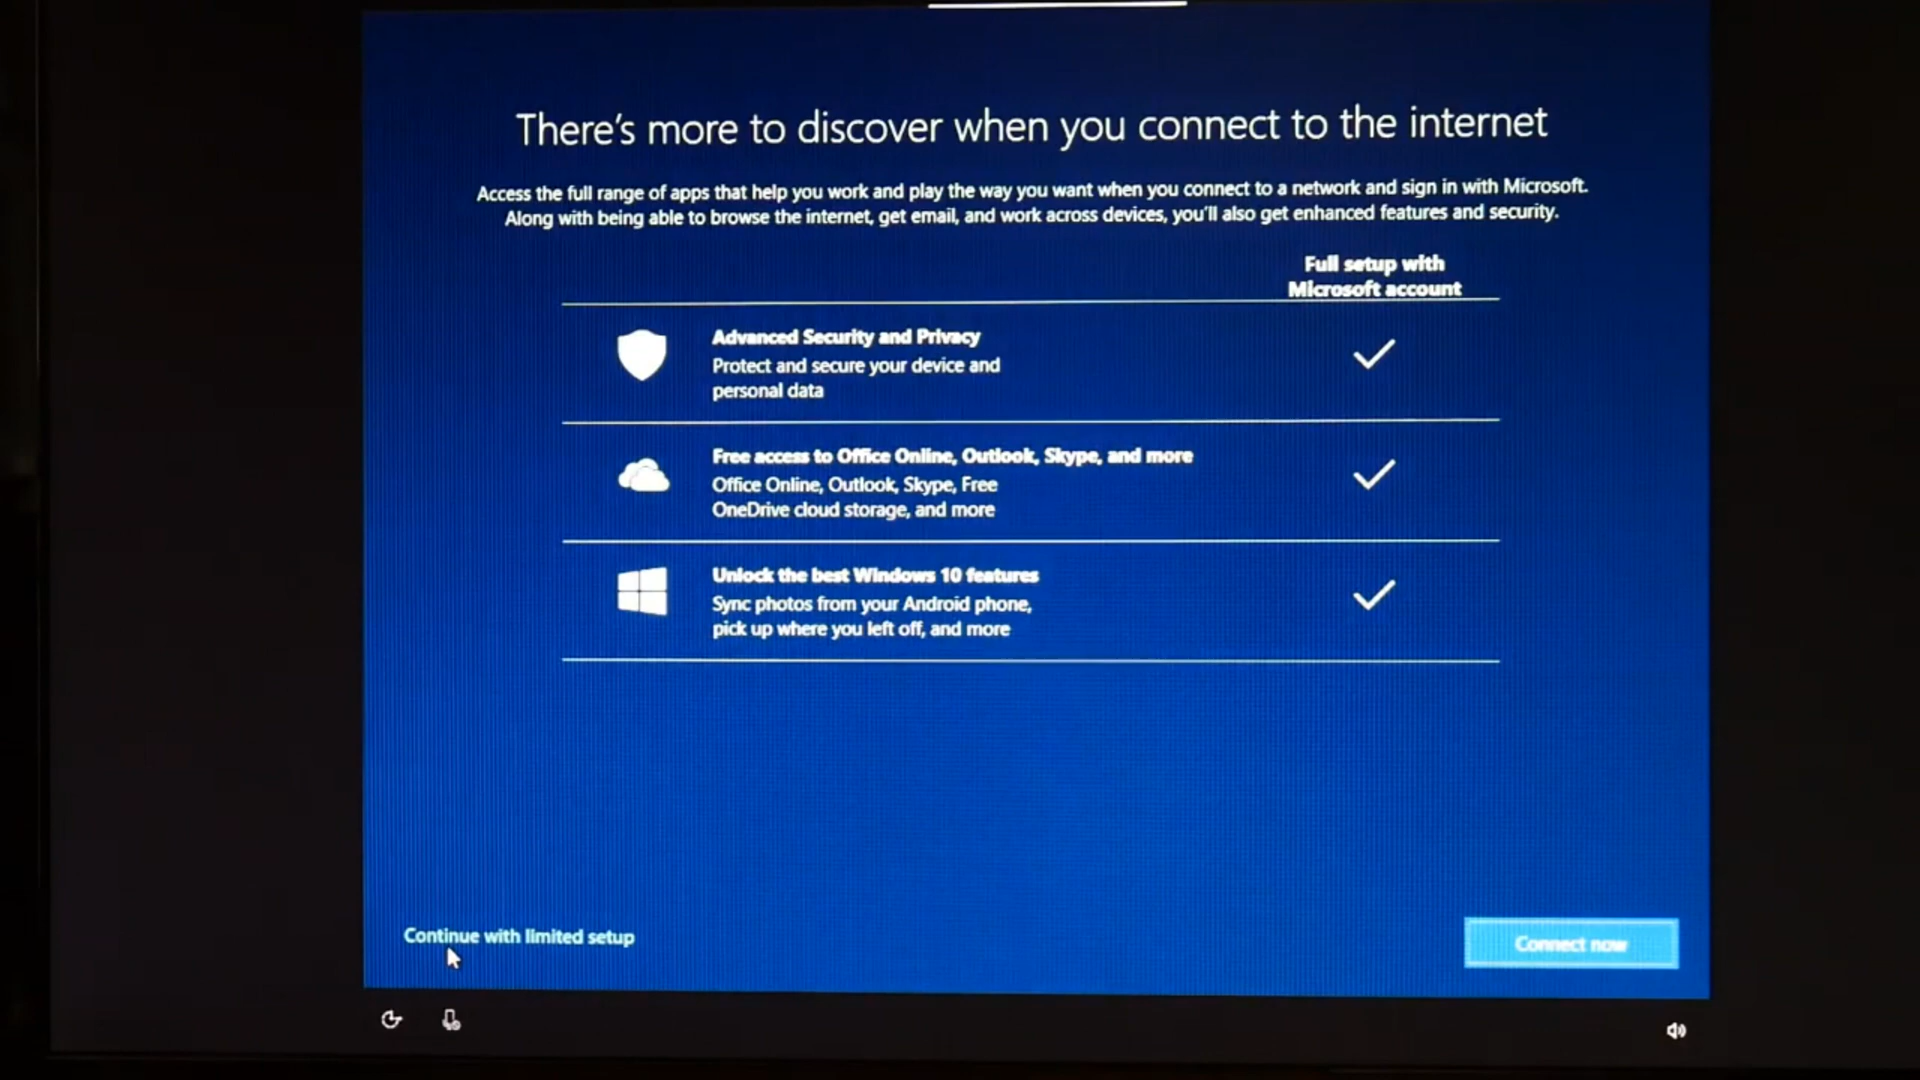 There's more to discover when you connect to the internet
Access the full range of apps that help you work and play the way you want when you connect to a network and sign in with Microsoft.
Along with being able to browse the internet, get email, and work across devices, you'll also get enhanced features and security.
Full setup with
Microsoft account
Advanced Security and Privacy
Protect and secure your device and
personal data
Free access to Office Online, Outlook, Skype, and more
Office Online, Outlook, Skype, Free
OneDrive cloud storage, and more
Unlock the best Windows 10 features
Sync photos from your Android phone,
pick up where you left off, and more
Continue with limited setup
Connect now